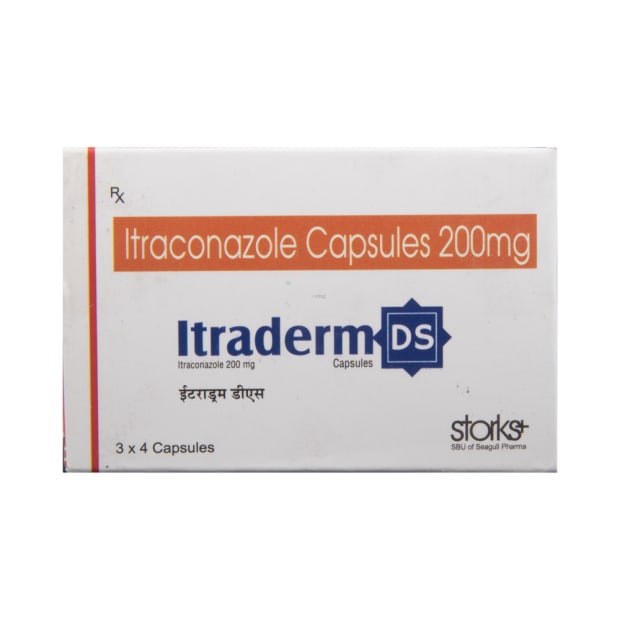 Rx
Itraconazole Capsules 200mg
Itraderm DS
Itraconazole 200 mg Capsules
ईटराड्रम डीएस
3 x 4 Capsules
storks+
SBU of Seagull Pharma